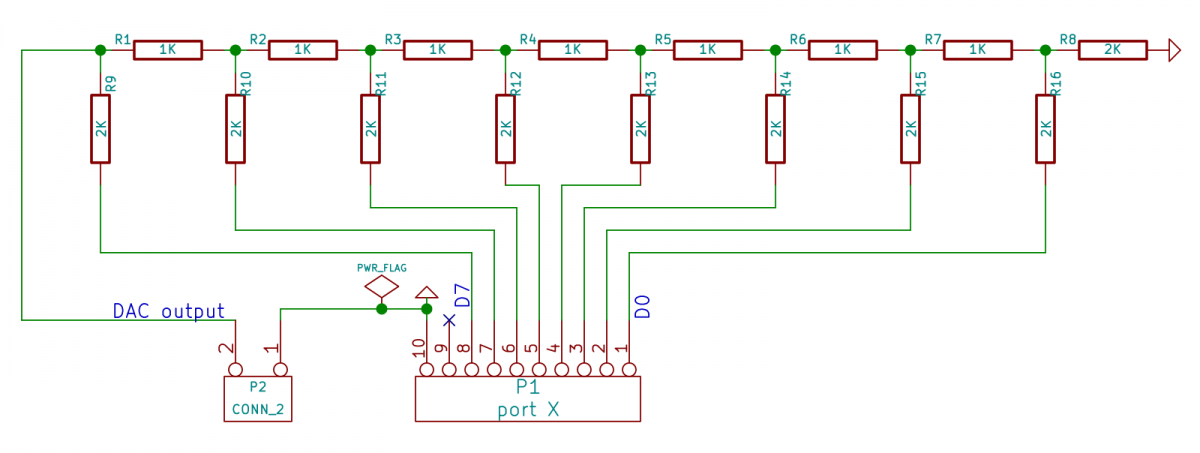 R1 1K R2 1K R3 1K R4 1K R5 1K R6 1K R7 1K R8 2K
R9 R10 R11 R12 R13 R14 R15 R16
2K 2K 2K 2K 2K 2K 2K 2K
PWR_FLAG
DAC output D7 D0
2 1 10 9 8 7 6 5 4 3 2 1
P2 P1
CONN_2 port X